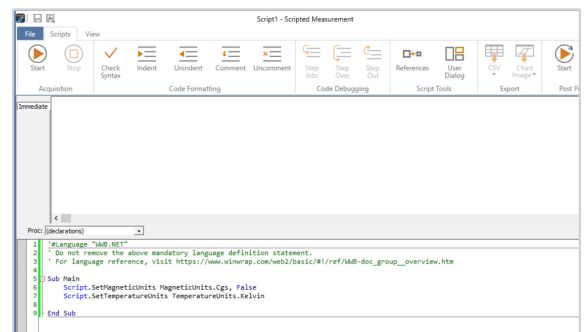 Script1 - Scripted Measurement
File Scripts View
Start Stop Check Syntax Indent Unindent Comment Uncomment Step Into Step Over Step Out References User Dialog CSV Chart Image Start
Acquisition Code Formatting Code Debugging Script Tools Export Post P
Immediate
Proc: (declarations)
1 '#Language "WWB.NET"
2 ' Do not remove the above mandatory language definition statement.
3 ' For language reference, visit https://www.winwrap.com/web2/basic/#!/ref/WWB-doc_group__overview.htm
4
5 Sub Main
6 Script.SetMagneticUnits MagneticUnits.Cgs, False
7 Script.SetTemperatureUnits TemperatureUnits.Kelvin
8
9 End Sub